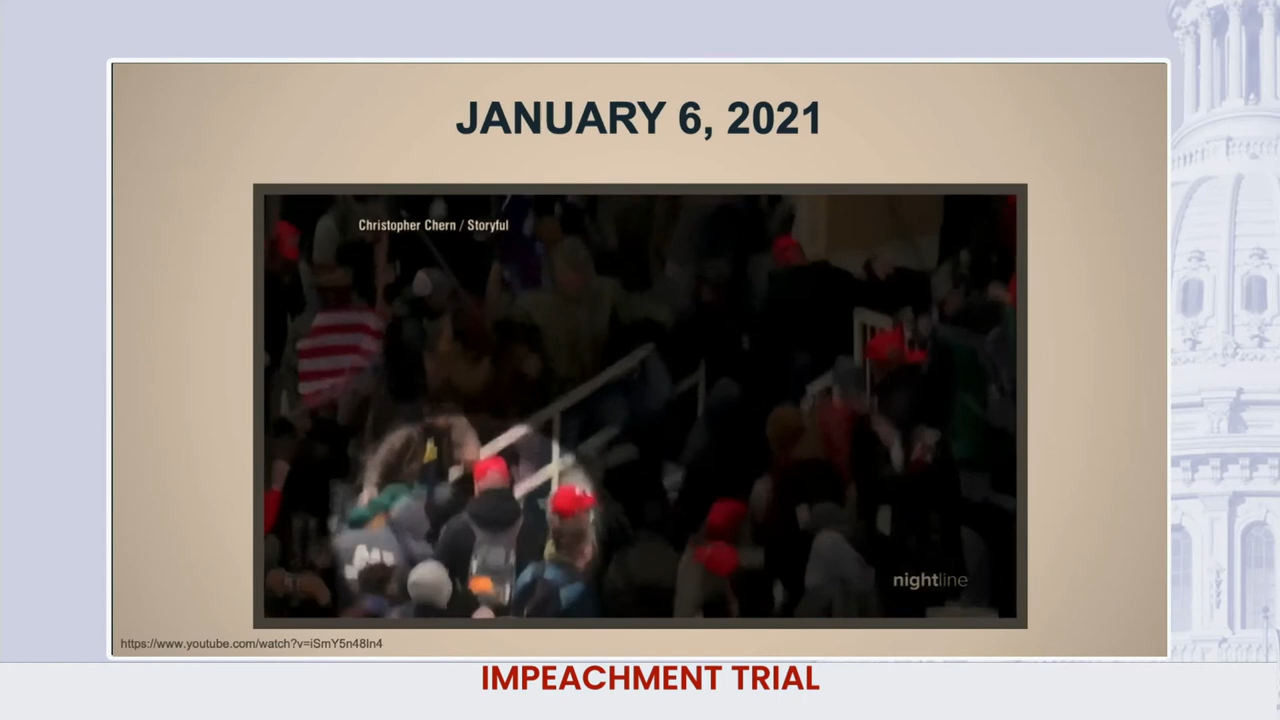 JANUARY 6, 2021
Christopher Chern / Storyful
nightline
https://www.youtube.com/watch?v=iSmY5n48In4
IMPEACHMENT TRIAL